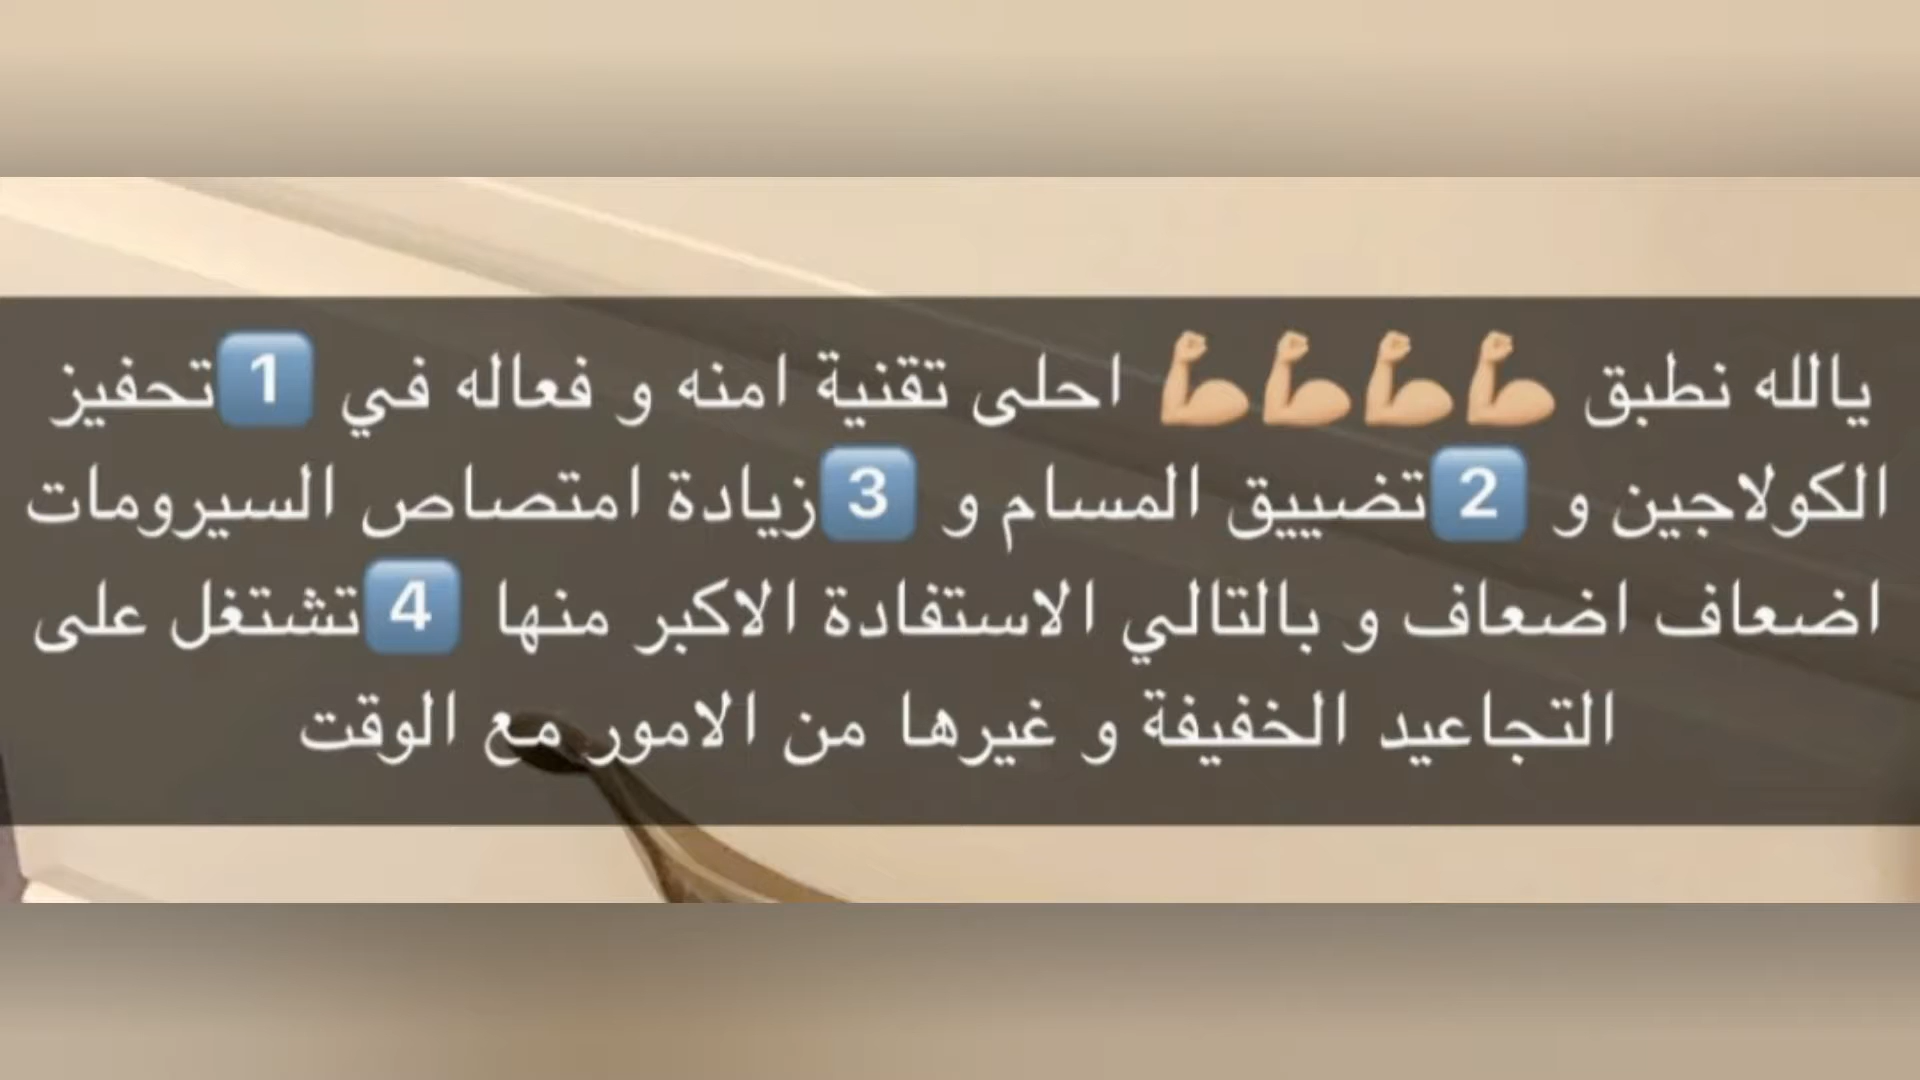 يالله نطبق 💪🏼💪🏼💪🏼💪🏼 احلى تقنية امنه و فعاله في 1️⃣تحفيز
الكولاجين و 2️⃣تضييق المسام و 3️⃣زيادة امتصاص السيرومات
اضعاف اضعاف و بالتالي الاستفادة الاكبر منها 4️⃣تشتغل على
التجاعيد الخفيفة و غيرها من الامور مع الوقت